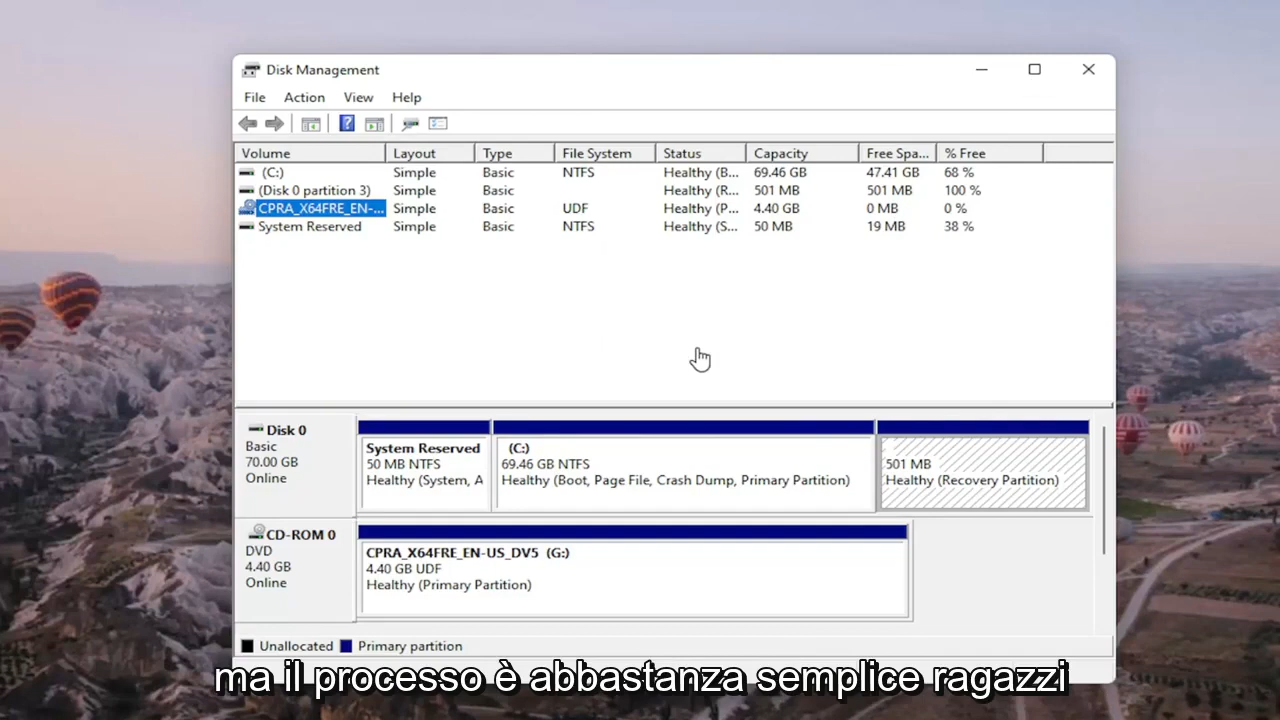 Disk Management
File Action View Help
Volume Layout Type File System Status Capacity Free Spa... % Free
(C:) Simple Basic NTFS Healthy (B... 69.46 GB 47.41 GB 68 %
(Disk 0 partition 3) Simple Basic Healthy (R... 501 MB 501 MB 100 %
CPRA_X64FRE_EN-... Simple Basic UDF Healthy (P... 4.40 GB 0 MB 0 %
System Reserved Simple Basic NTFS Healthy (S... 50 MB 19 MB 38 %
Disk 0
Basic
70.00 GB
Online
System Reserved
50 MB NTFS
Healthy (System, A
(C:)
69.46 GB NTFS
Healthy (Boot, Page File, Crash Dump, Primary Partition)
501 MB
Healthy (Recovery Partition)
CD-ROM 0
DVD
4.40 GB
Online
CPRA_X64FRE_EN-US_DV5 (G:)
4.40 GB UDF
Healthy (Primary Partition)
Unallocated Primary partition
ma il processo è abbastanza semplice ragazzi